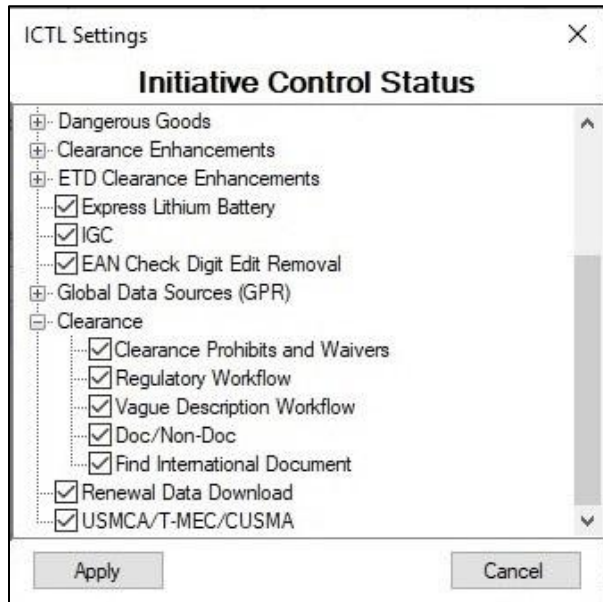 ICTL Settings
Initiative Control Status
Dangerous Goods
Clearance Enhancements
ETD Clearance Enhancements
Express Lithium Battery
IGC
EAN Check Digit Edit Removal
Global Data Sources (GPR)
Clearance
Clearance Prohibits and Waivers
Regulatory Workflow
Vague Description Workflow
Doc/Non-Doc
Find International Document
Renewal Data Download
USMCA/T-MEC/CUSMA
Apply Cancel